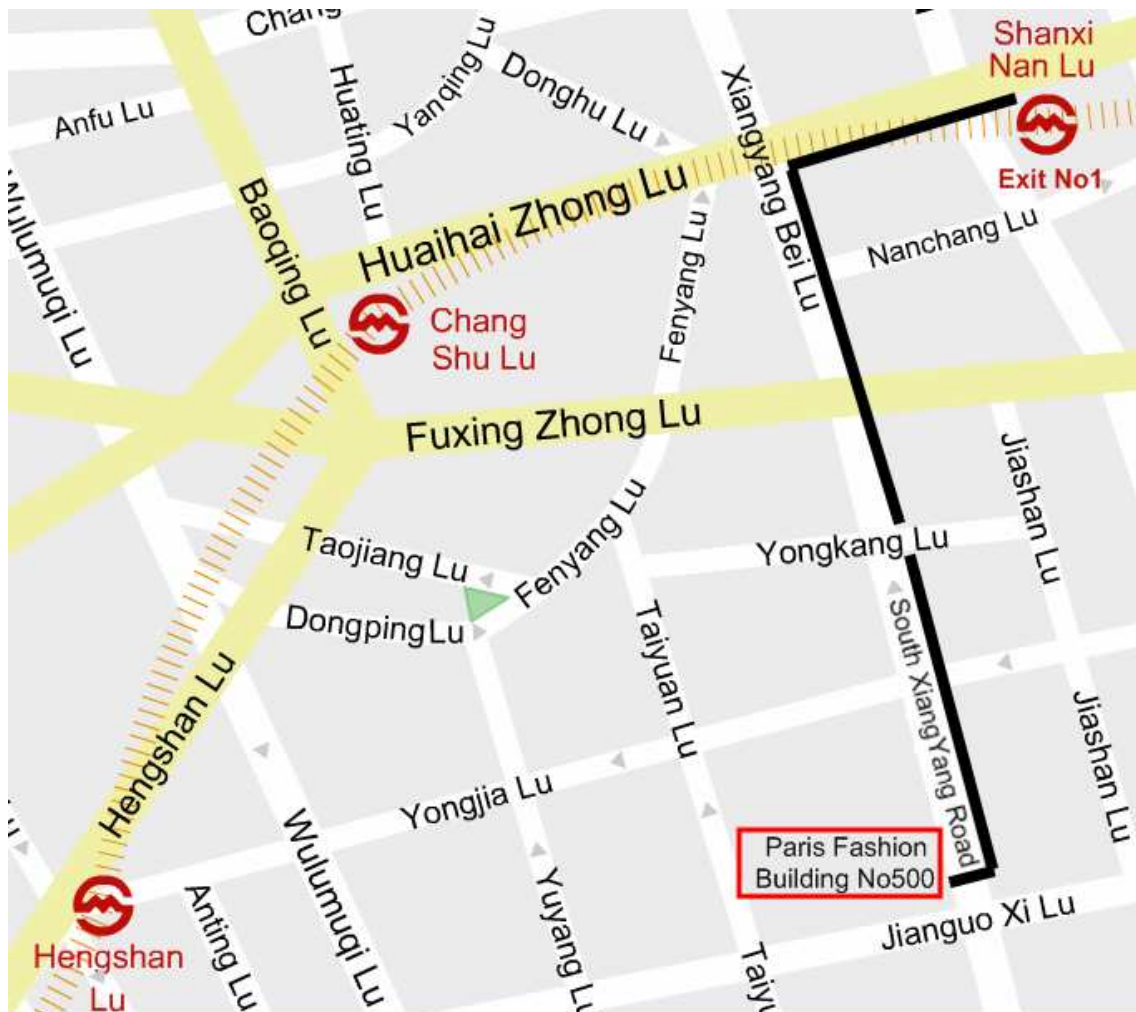 Chang
Shanxi
Nan Lu
Anfu Lu
Huating Lu
Yanqing Lu
Donghu Lu
Xiangyang Bei Lu
Exit No1
Wulumuqi Lu
Baoqing Lu
Huaihai Zhong Lu
Fenyang Lu
Nanchang Lu
Chang
Shu Lu
Fuxing Zhong Lu
Jiashan Lu
Taojiang Lu
Fenyang Lu
Yongkang Lu
DongpingLu
Taiyuan Lu
South XiangYang Road
Hengshan Lu
Jiashan Lu
Yongjia Lu
Wulumuqi Lu
Paris Fashion
Building No500
Yuyang Lu
Anting Lu
Jianguo Xi Lu
Hengshan
Lu